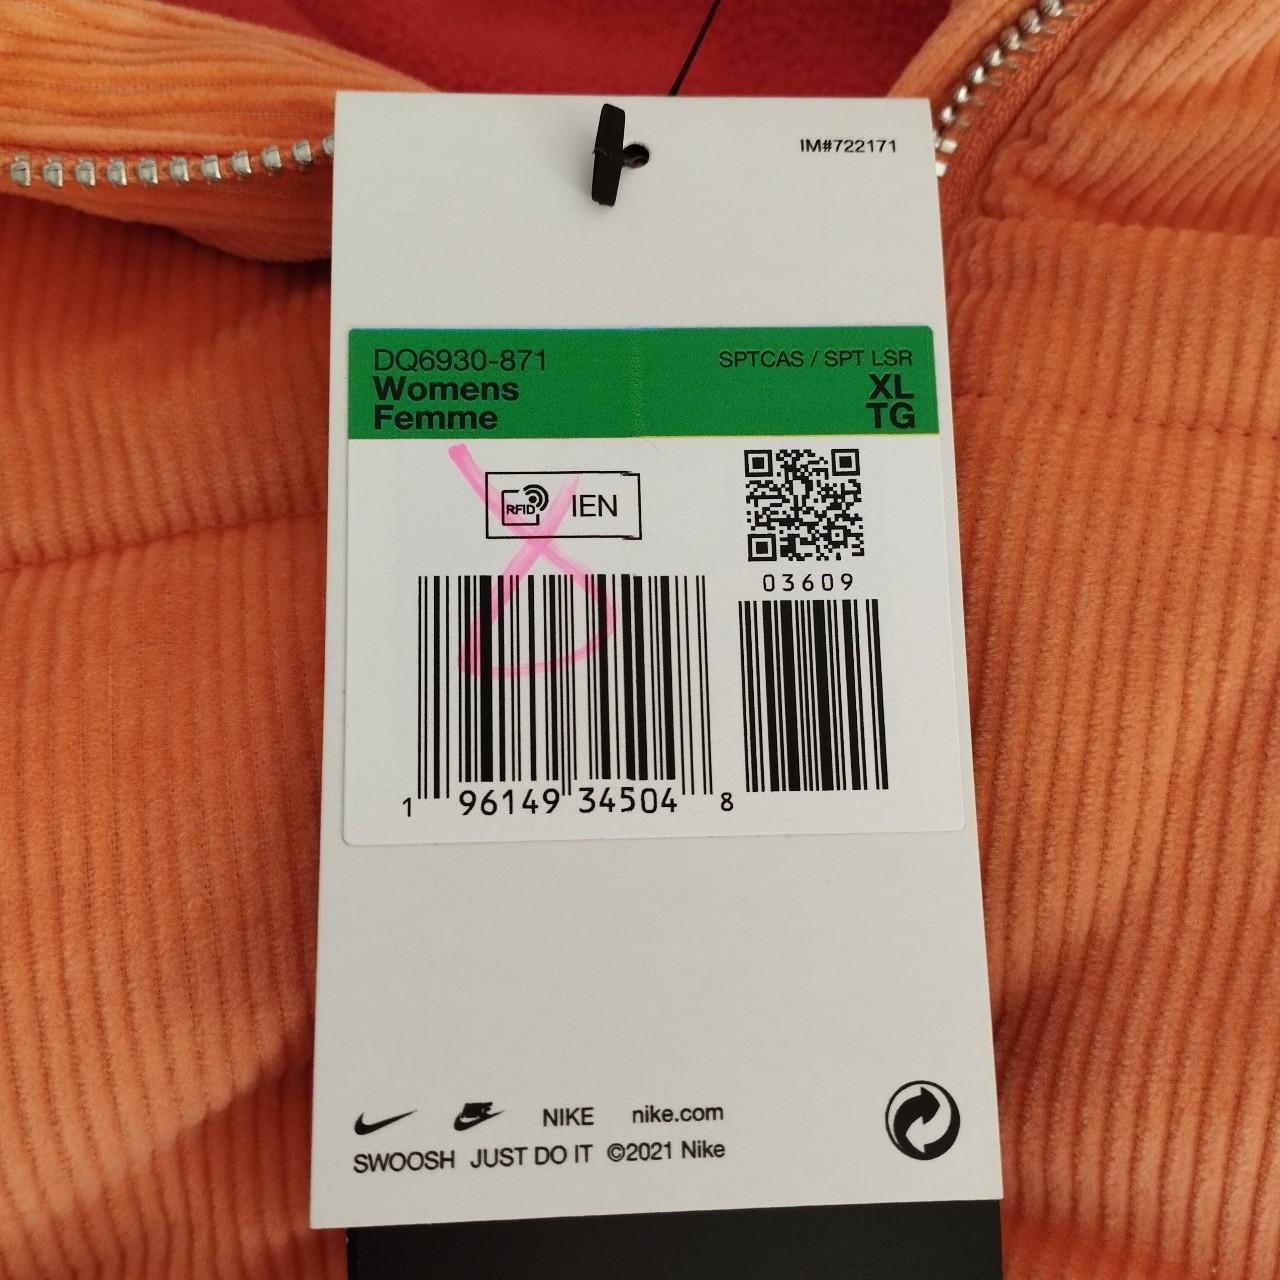 IM#722171
DQ6930-871
SPTCAS / SPT LSR
Womens
XL
Femme
TG
RFID IEN
03609
1 96149 34504 8
NIKE nike.com
SWOOSH JUST DO IT ©2021 Nike